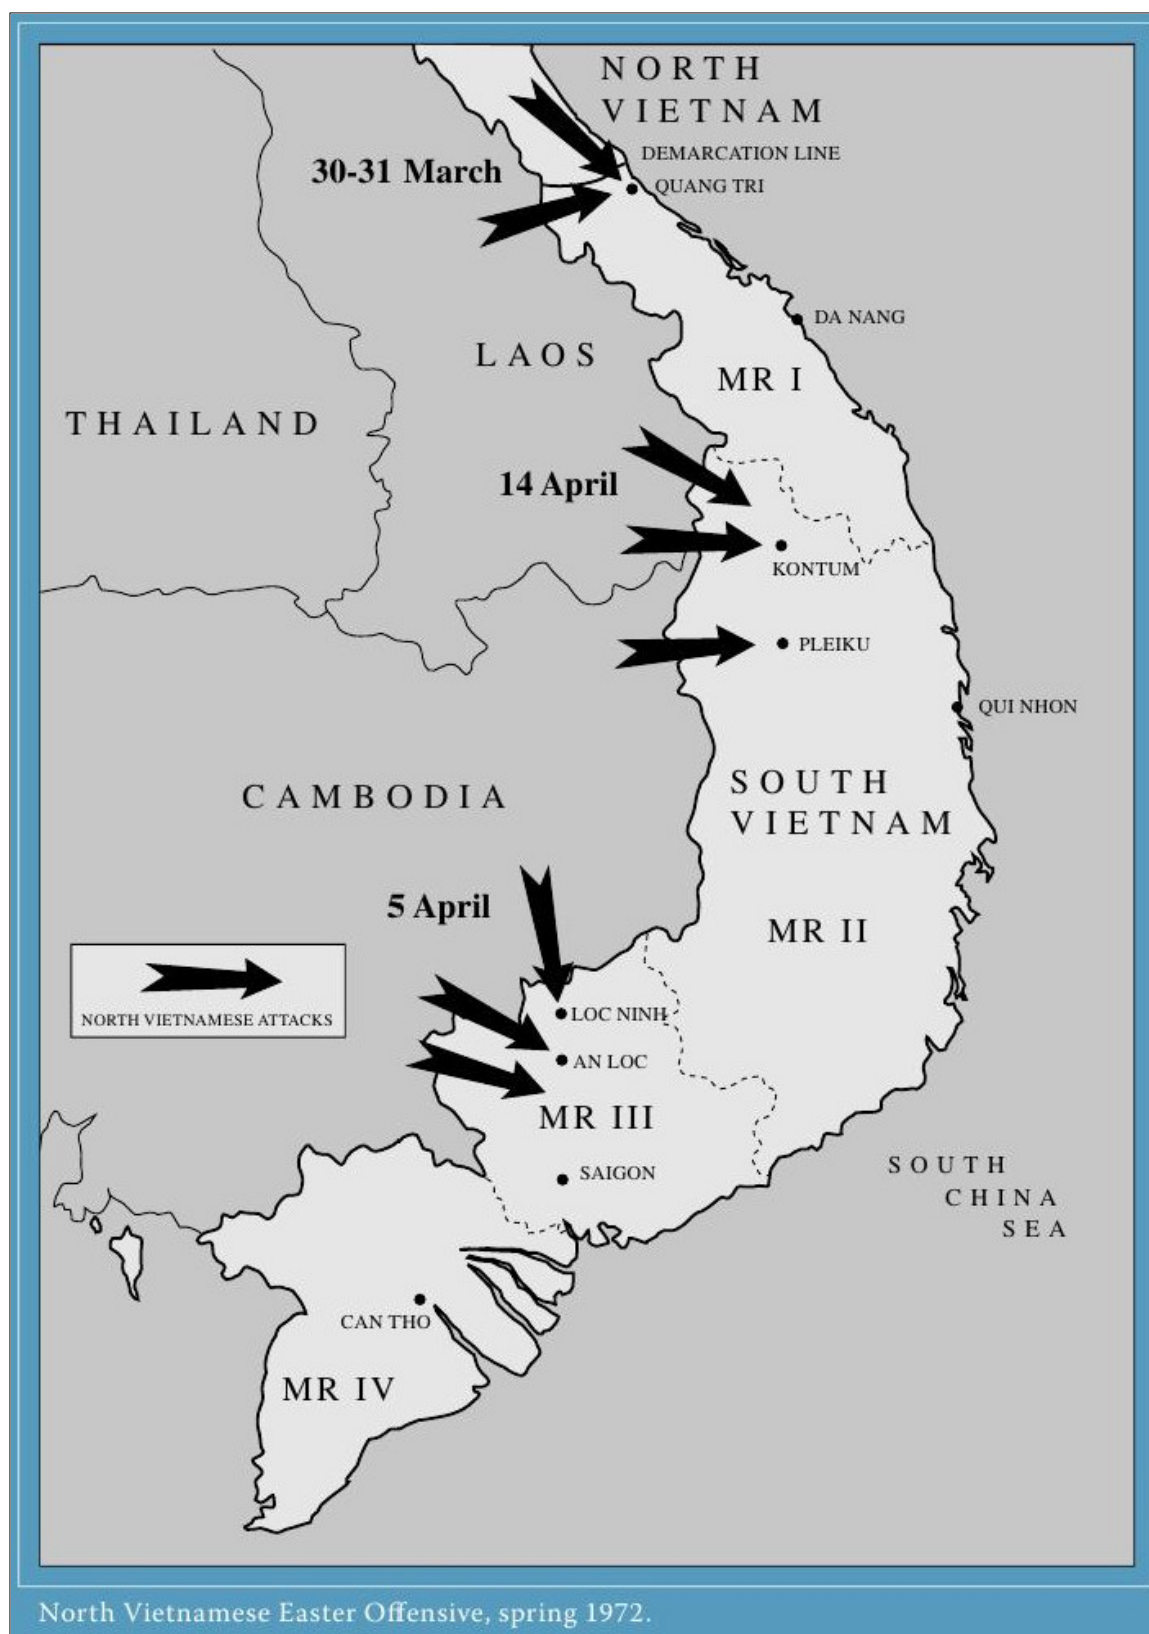 NORTH
VIETNAM
DEMARCATION LINE
30-31 March
QUANG TRI
DA NANG
LAOS
MR I
THAILAND
14 April
KONTUM
PLEIKU
QUI NHON
SOUTH
VIETNAM
CAMBODIA
5 April
MR II
LOC NINH
NORTH VIETNAMESE ATTACKS
AN LOC
MR III
SAIGON
SOUTH
CHINA
SEA
CAN THO
MR IV
North Vietnamese Easter Offensive, spring 1972.